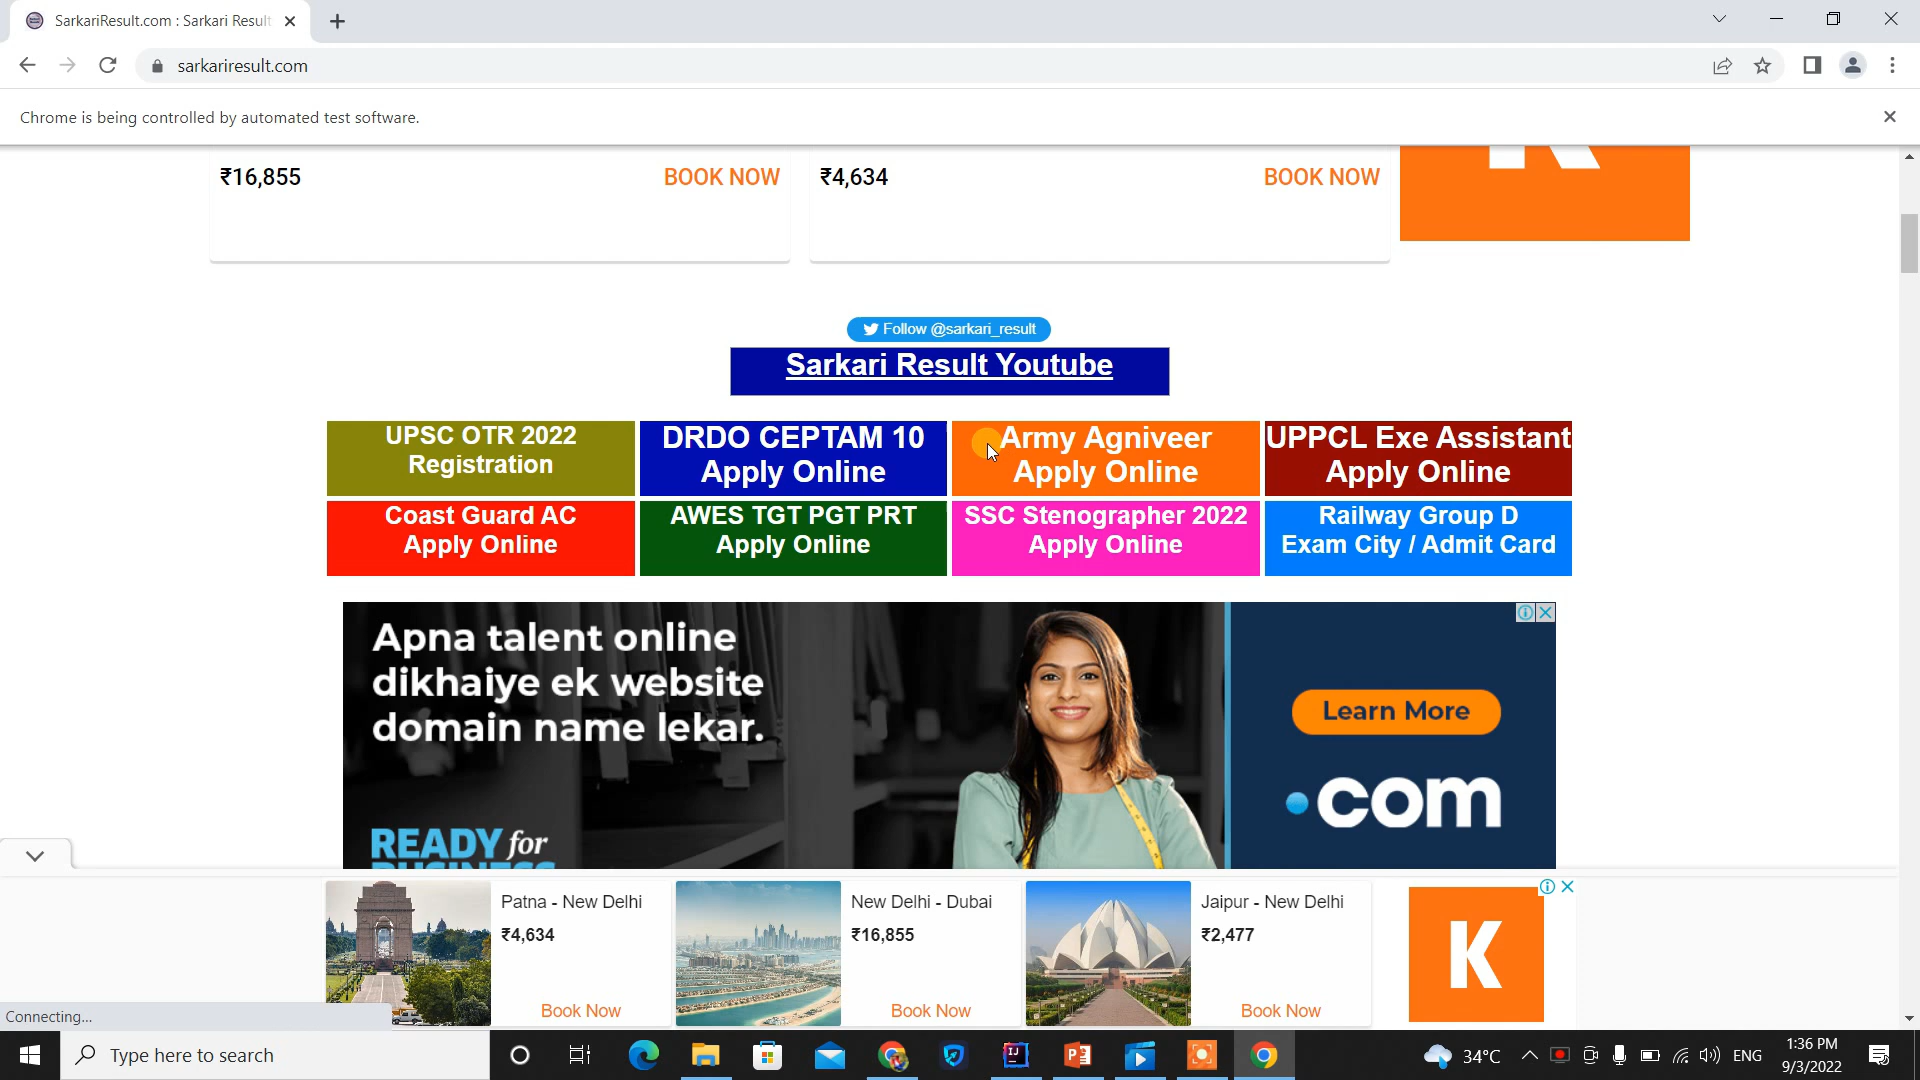 SarkariResult.com : Sarkari Result
sarkariresult.com
Chrome is being controlled by automated test software.
₹16,855
BOOK NOW
₹4,634
BOOK NOW
Follow @sarkari_result
Sarkari Result Youtube
UPSC OTR 2022
Registration
DRDO CEPTAM 10
Apply Online
Army Agniveer
Apply Online
UPPCL Exe Assistant
Apply Online
Coast Guard AC
Apply Online
AWES TGT PGT PRT
Apply Online
SSC Stenographer 2022
Apply Online
Railway Group D
Exam City / Admit Card
Apna talent online
dikhaiye ek website
domain name lekar.
READY for
BUSINESS
Learn More
.com
Patna - New Delhi
₹4,634
Book Now
New Delhi - Dubai
₹16,855
Book Now
Jaipur - New Delhi
₹2,477
Book Now
K
Connecting...
Type here to search
34°C
ENG
1:36 PM
9/3/2022